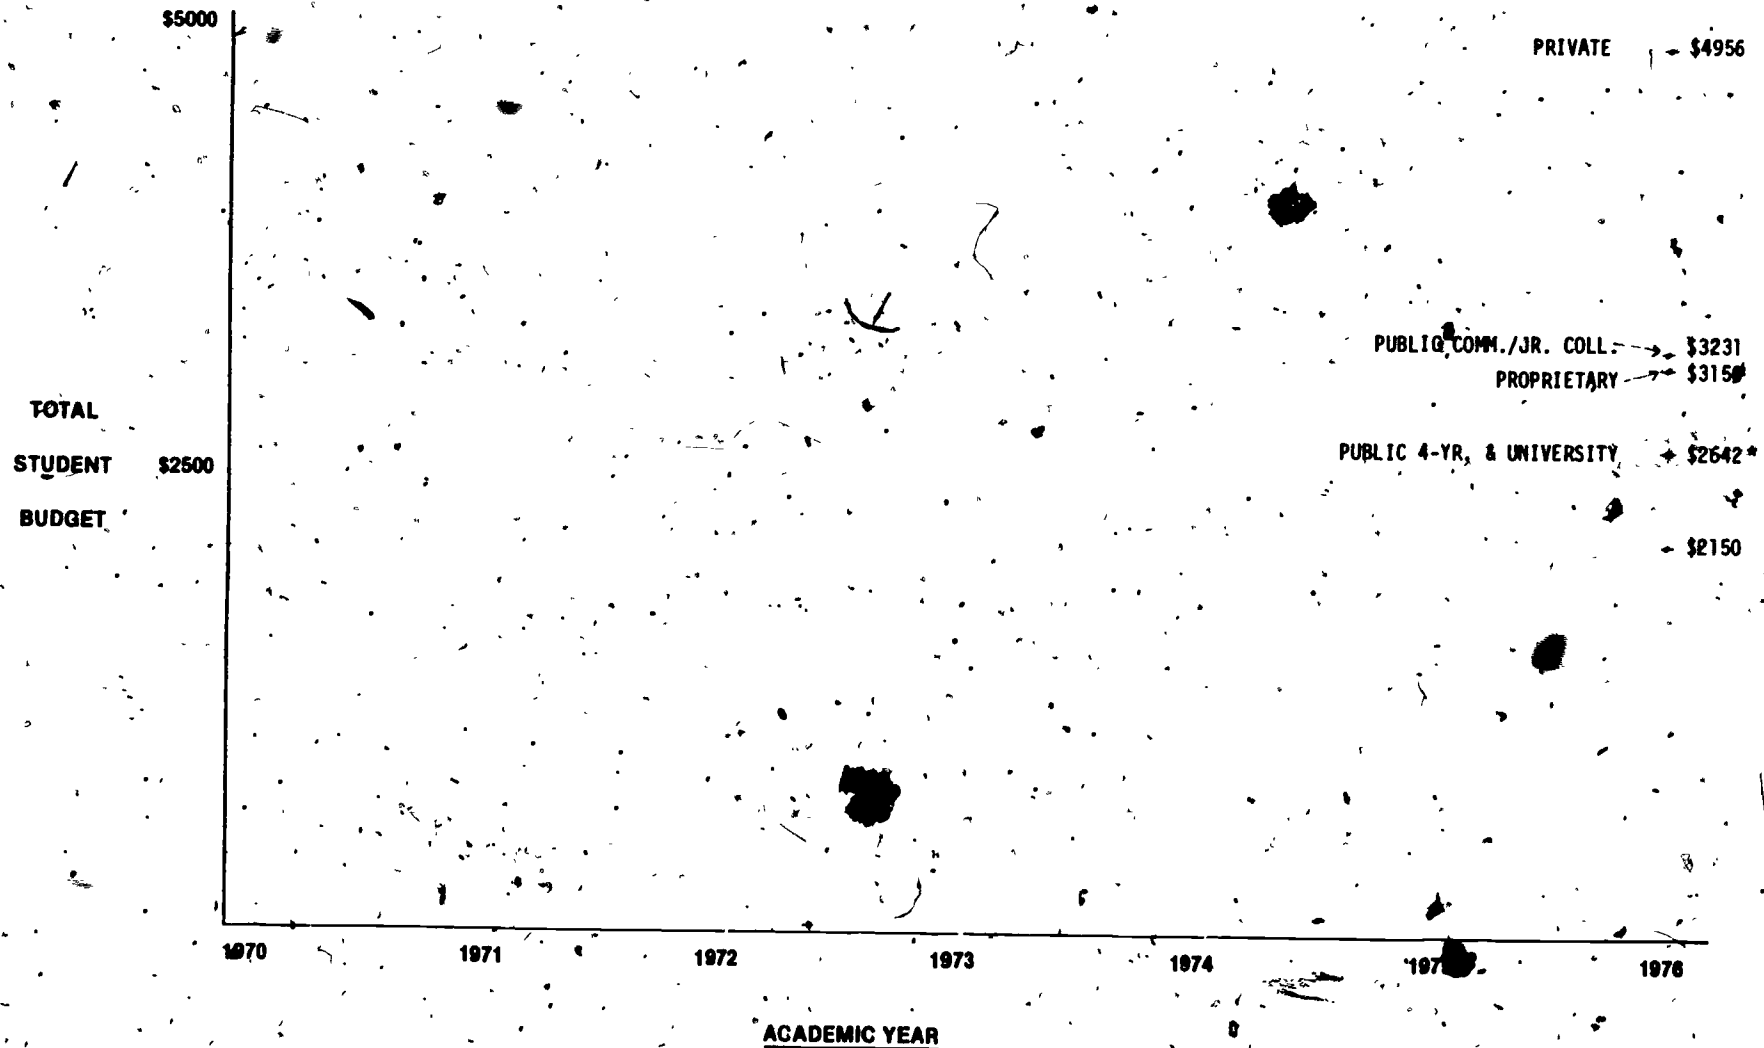 $5000
PRIVATE $4956
PUBLIC COMM./JR. COLL. $3231
PROPRIETARY
TOTAL
STUDENT $2500
BUDGET
PUBLIC 4-YR, & UNIVERSITY $2642*
$2150
1970 1971 1972 1973 1974 1976
ACADEMIC YEAR